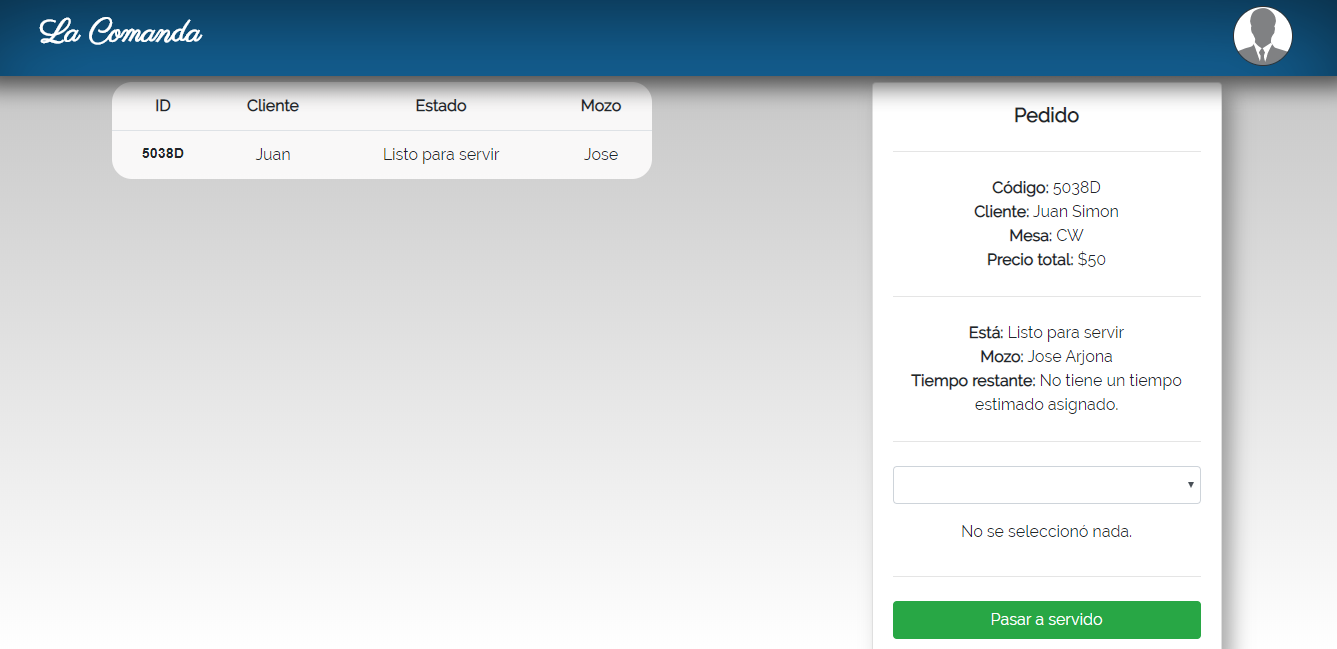 La Comanda
ID Cliente Estado Mozo
5038D Juan Listo para servir Jose
Pedido
Código: 5038D
Cliente: Juan Simon
Mesa: CW
Precio total: $50
Está: Listo para servir
Mozo: Jose Arjona
Tiempo restante: No tiene un tiempo
estimado asignado.
No se seleccionó nada.
Pasar a servido